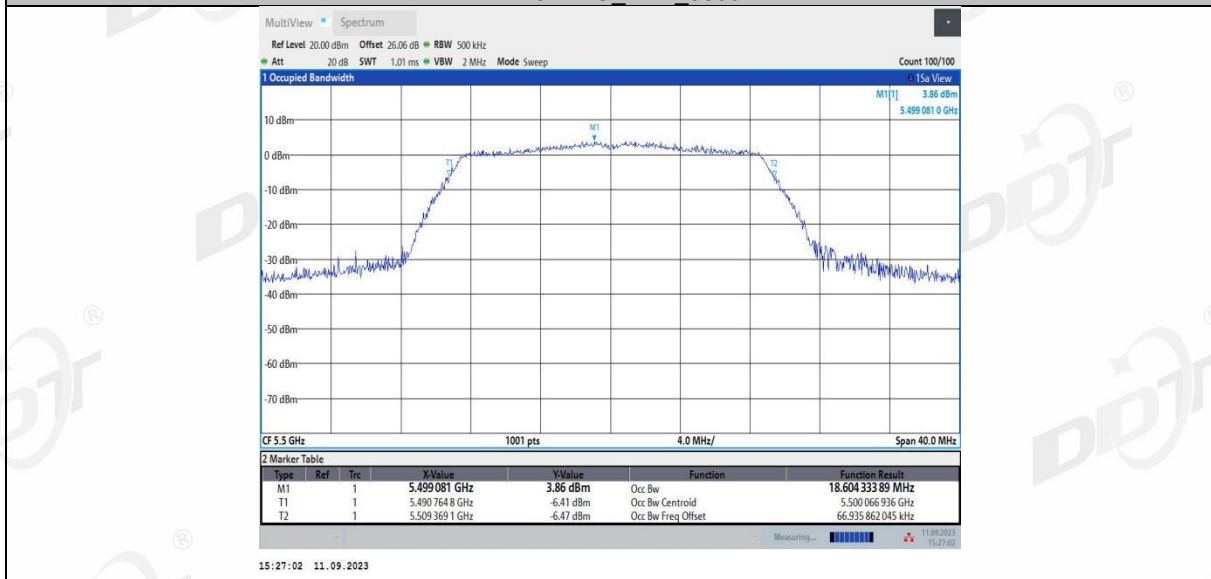 MultiView Spectrum
Ref Level 20.00 dBm Offset 26.06 dB RBW 500 kHz
Att 20 dB SWT 1.01 ms VBW 2 MHz Mode Sweep Count 100/100
1 Occupied Bandwidth 1Sa View
M1[1] 3.86 dBm
5.499 081 0 GHz
10 dBm
M1
0 dBm
T1 T2
-10 dBm
-20 dBm
-30 dBm
-40 dBm
-50 dBm
-60 dBm
-70 dBm
CF 5.5 GHz 1001 pts 4.0 MHz/ Span 40.0 MHz
2 Marker Table
Type Ref Trc X-Value Y-Value Function Function Result
M1 1 5.499 081 GHz 3.86 dBm Occ Bw 18.604 333 89 MHz
T1 1 5.490 764 8 GHz -6.41 dBm Occ Bw Centroid 5.500 066 936 GHz
T2 1 5.509 369 1 GHz -6.47 dBm Occ Bw Freq Offset 66.935 862 045 kHz
Measuring... 11.09.2023
15:27:02
15:27:02 11.09.2023
DDT ®